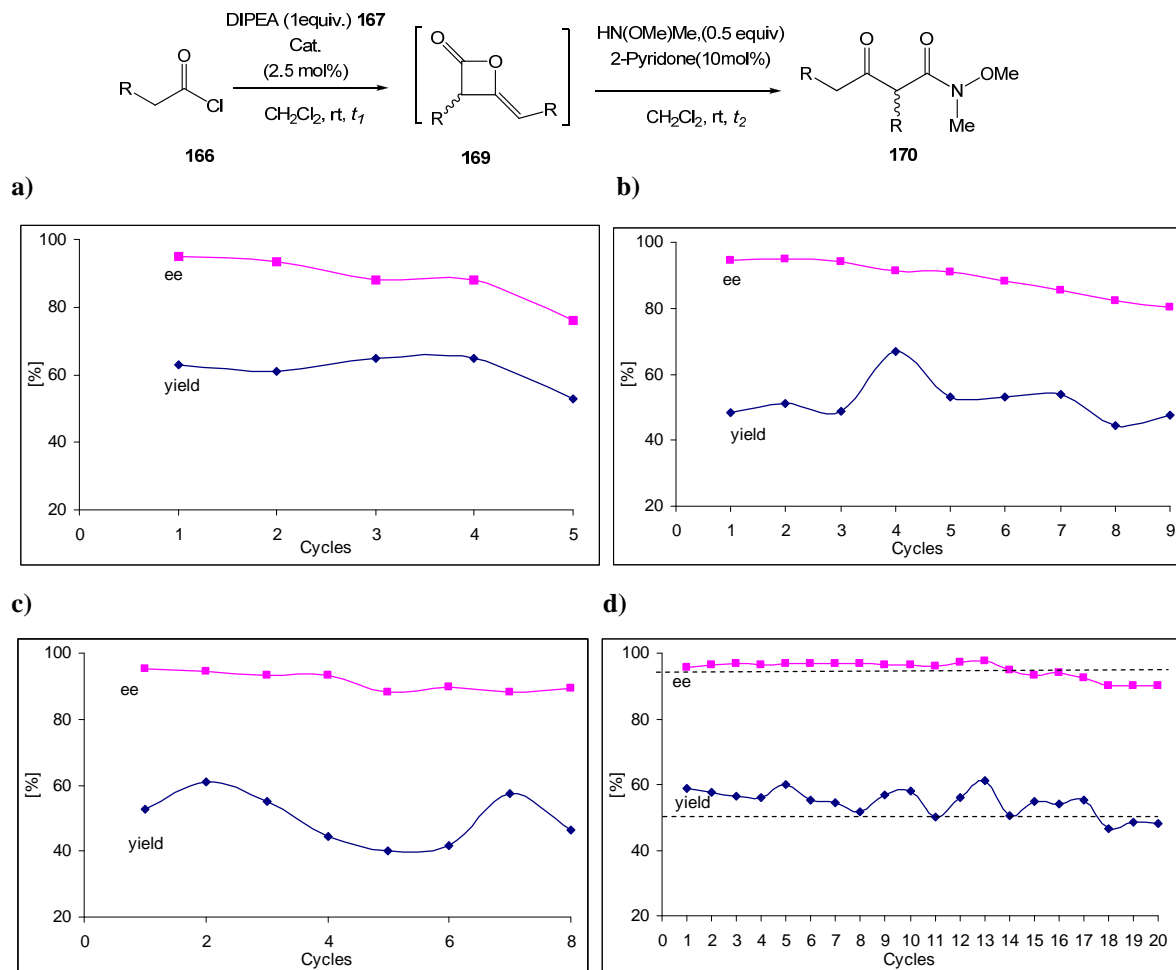 DIPEA (1equiv.) 167
Cat.
(2.5 mol%)
CH2Cl2, rt, t1
HN(OMe)Me,(0.5 equiv)
2-Pyridone(10mol%)
CH2Cl2, rt, t2
R
O
Cl
O
O
R
R
R
O
O
N
OMe
Me
R
166
169
170
a)
100
80
60
40
20
[%]
ee
yield
0 1 2 3 4 5
Cycles
b)
100
80
60
40
20
[%]
ee
yield
0 1 2 3 4 5 6 7 8 9
Cycles
c)
100
80
60
40
20
[%]
ee
yield
0 2 4 6 8
Cycles
d)
100
80
60
40
20
[%]
ee
yield
0 1 2 3 4 5 6 7 8 9 10 11 12 13 14 15 16 17 18 19 20
Cycles